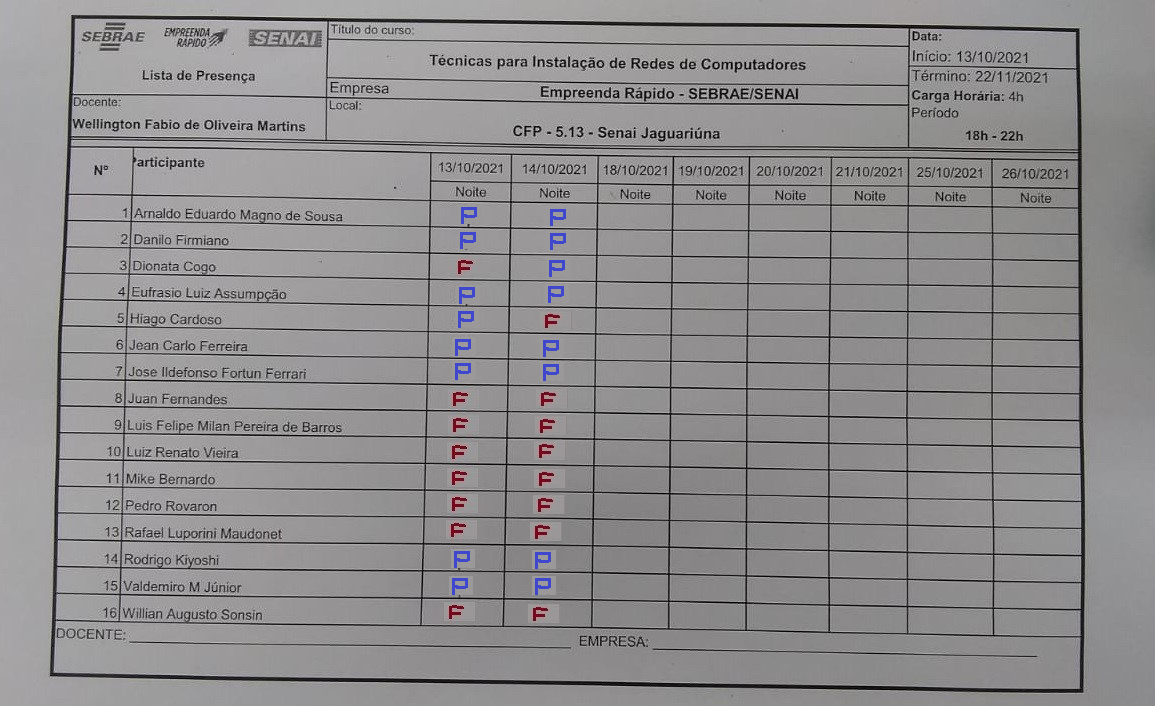 SEBRAE EMPREENDA RÁPIDO SENAI
Lista de Presença
Docente:
Wellington Fabio de Oliveira Martins
Título do curso:
Técnicas para Instalação de Redes de Computadores
Empresa Empreenda Rápido - SEBRAE/SENAI
Local:
CFP - 5.13 - Senai Jaguariúna
Data:
Início: 13/10/2021
Término: 22/11/2021
Carga Horária: 4h
Período
18h - 22h
Nº Participante 13/10/2021 14/10/2021 18/10/2021 19/10/2021 20/10/2021 21/10/2021 25/10/2021 26/10/2021
Noite Noite Noite Noite Noite Noite Noite Noite
1 Arnaldo Eduardo Magno de Sousa P P
2 Danilo Firmiano P P
3 Dionata Cogo F P
4 Eufrasio Luiz Assumpção P P
5 Hiago Cardoso P F
6 Jean Carlo Ferreira P P
7 Jose Ildefonso Fortun Ferrari P P
8 Juan Fernandes F F
9 Luis Felipe Milan Pereira de Barros F F
10 Luiz Renato Vieira F F
11 Mike Bernardo F F
12 Pedro Rovaron F F
13 Rafael Luporini Maudonet F F
14 Rodrigo Kiyoshi P P
15 Valdemiro M Júnior P P
16 Willian Augusto Sonsin F F
DOCENTE: EMPRESA: